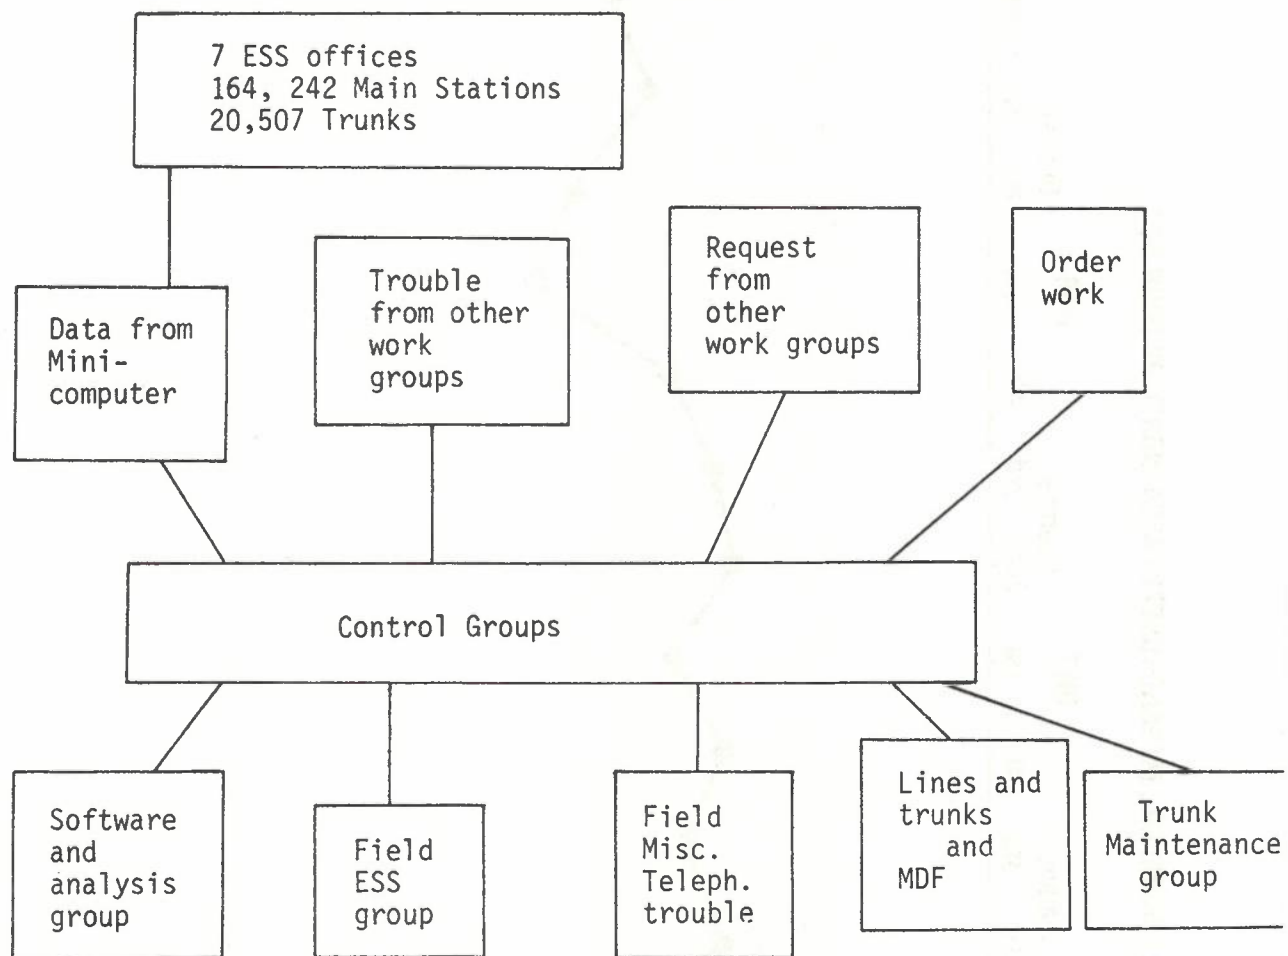 7 ESS offices
164, 242 Main Stations
20,507 Trunks
Data from
Mini-
computer
Trouble
from other
work
groups
Request
from
other
work groups
Order
work
Control Groups
Software
and
analysis
group
Field
ESS
group
Field
Misc.
Teleph.
trouble
Lines and
trunks
and
MDF
Trunk
Maintenance
group